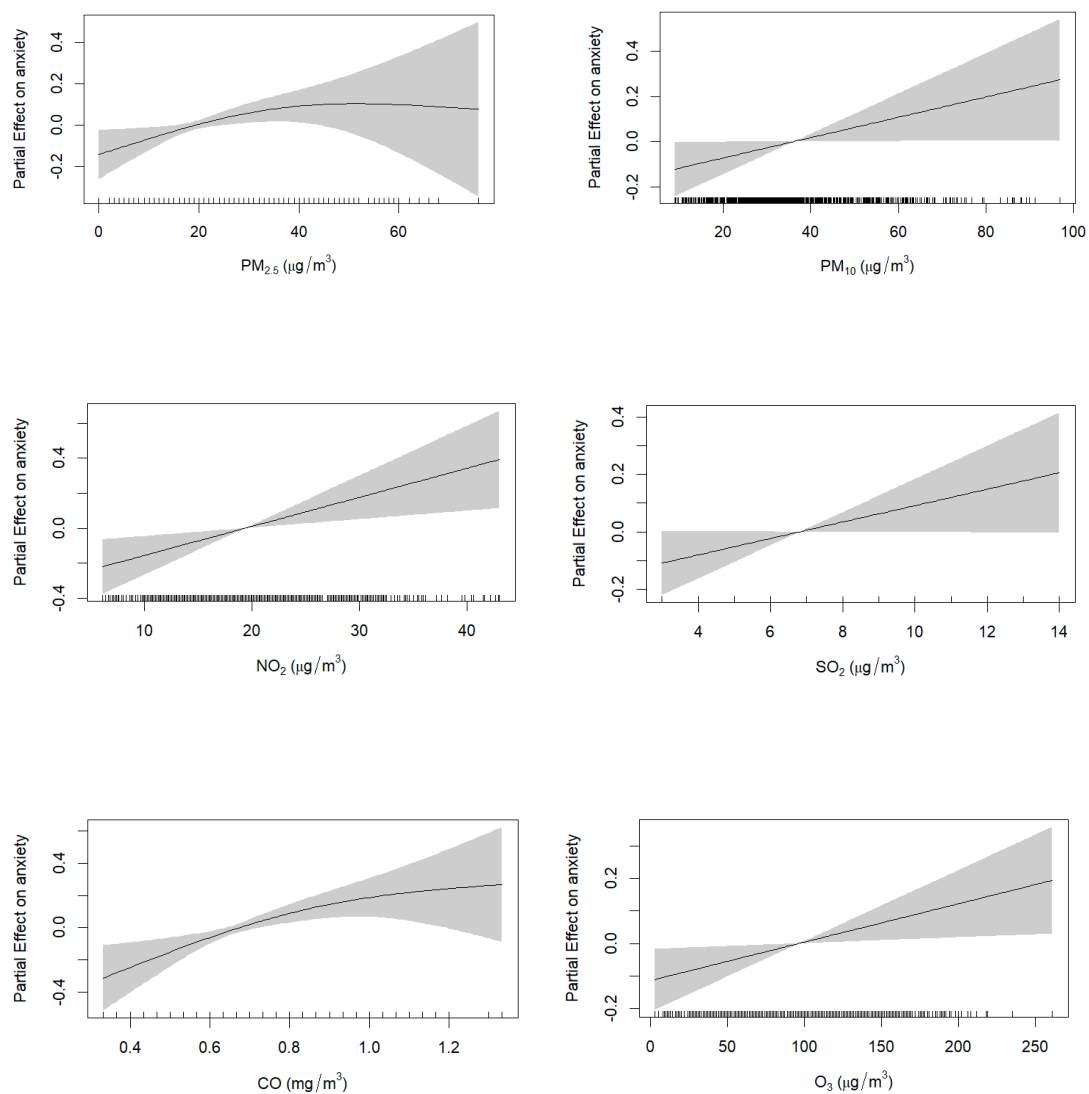 Partial Effect on anxiety
-0.2 0.0 0.2 0.4
0 20 40 60
PM2.5 (μg/m3)
Partial Effect on anxiety
-0.2 0.0 0.2 0.4
20 40 60 80 100
PM10 (μg/m3)
Partial Effect on anxiety
-0.4 0.0 0.4
10 20 30 40
NO2 (μg/m3)
Partial Effect on anxiety
-0.2 0.0 0.2 0.4
4 6 8 10 12 14
SO2 (μg/m3)
Partial Effect on anxiety
-0.4 0.0 0.4
0.4 0.6 0.8 1.0 1.2
CO (mg/m3)
Partial Effect on anxiety
-0.2 0.0 0.2
0 50 100 150 200 250
O3 (μg/m3)